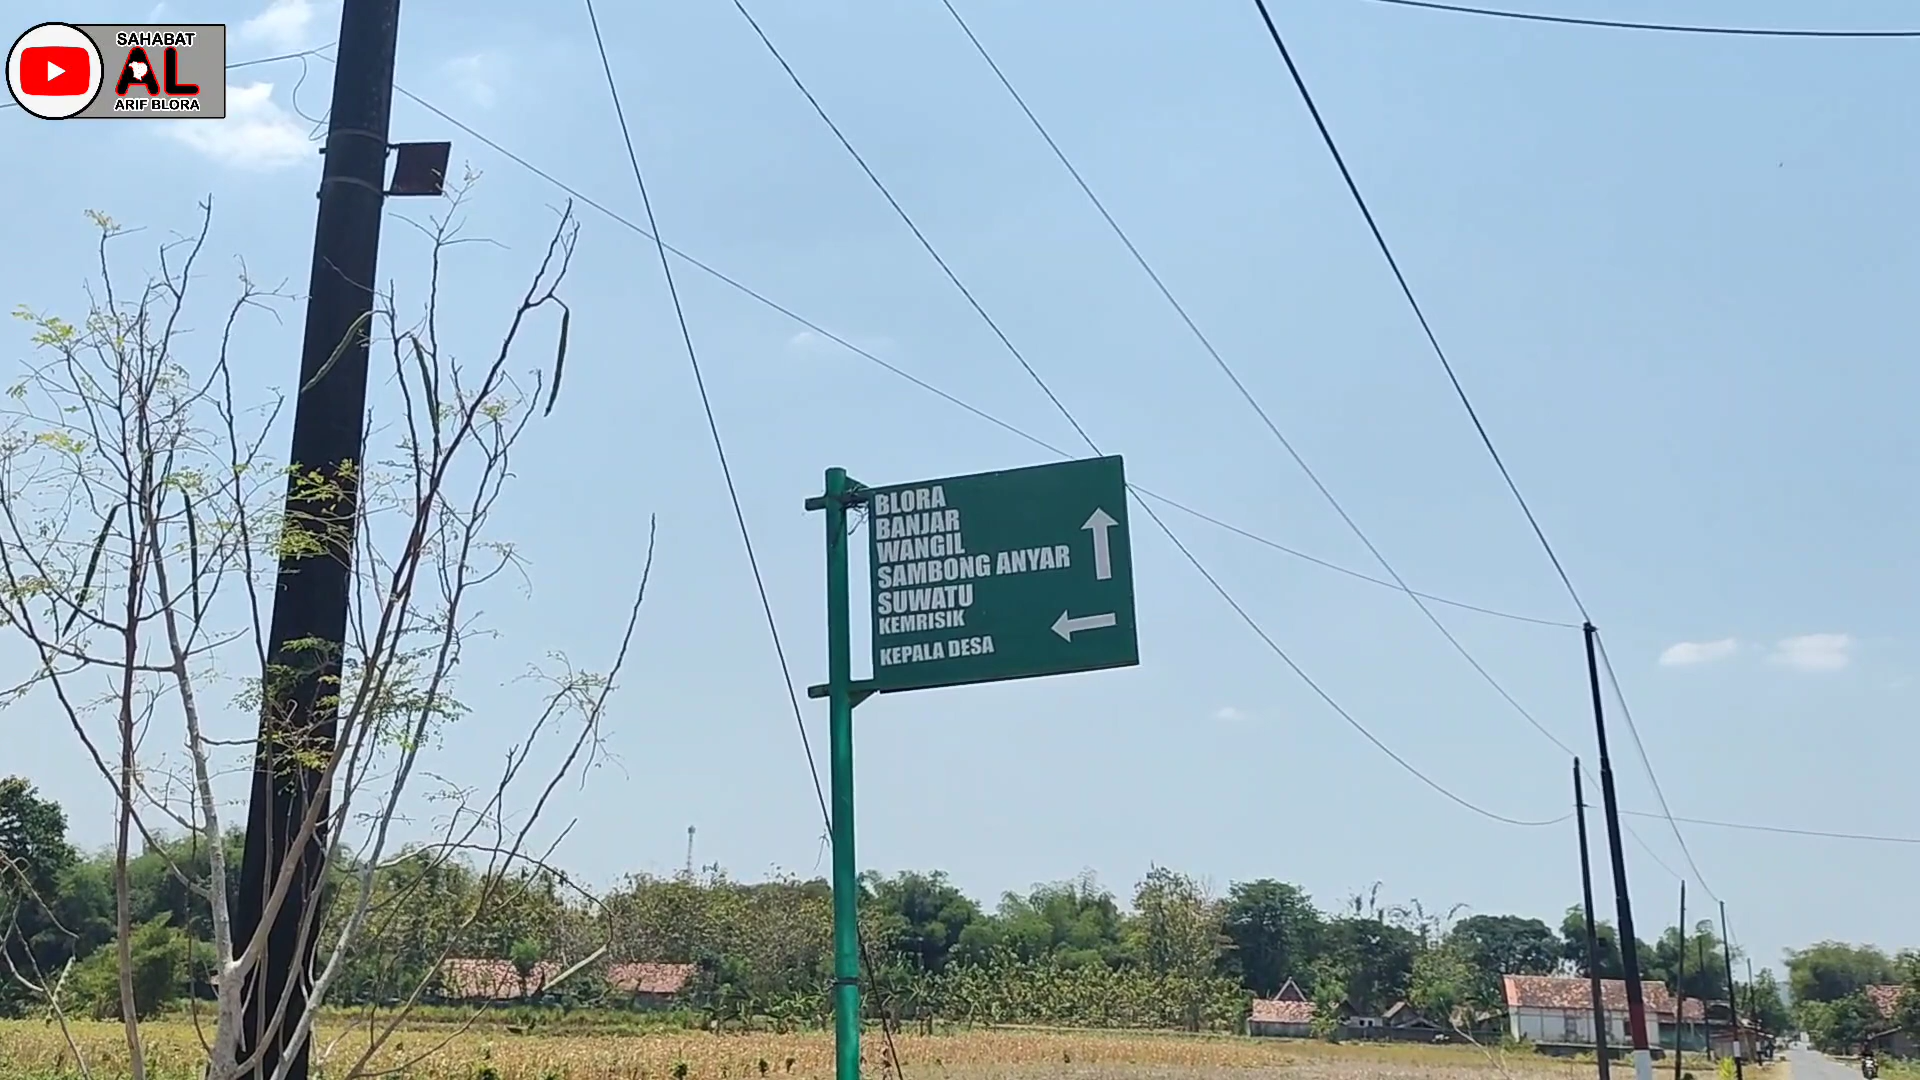 SAHABAT
AL
ARIF BLORA
BLORA
BANJAR
WANGIL
SAMBONG ANYAR
SUWATU
KEMRISIK
KEPALA DESA